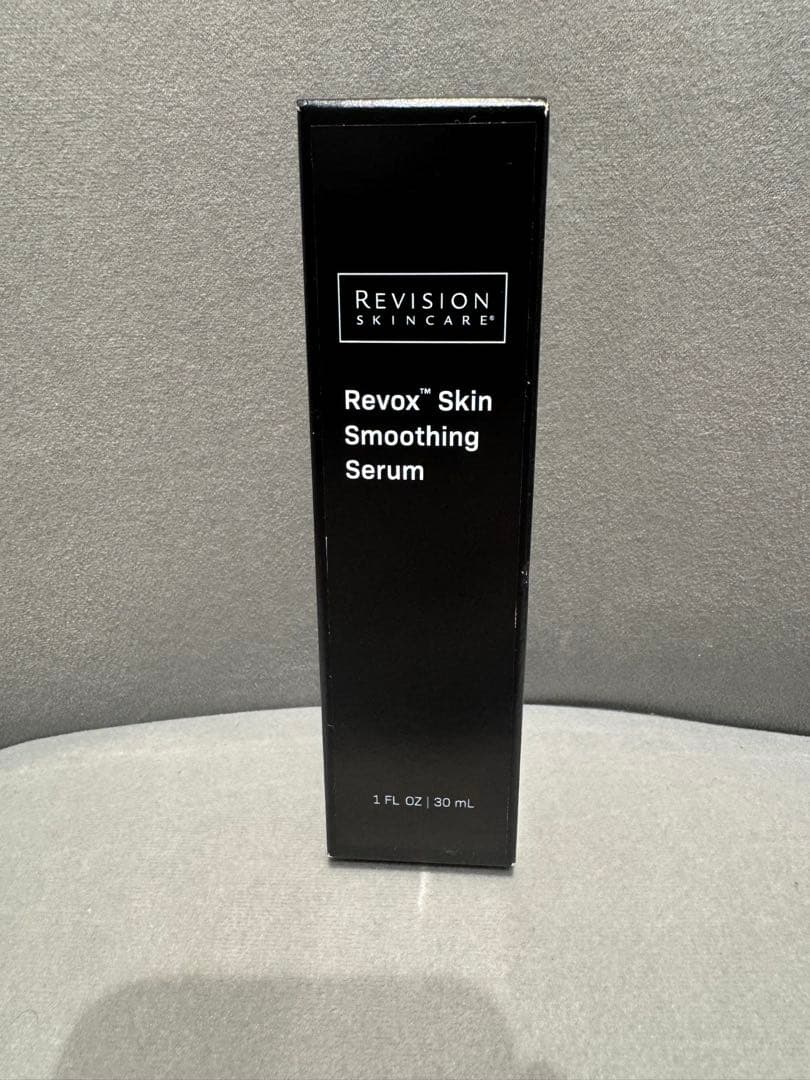 REVISION
SKINCARE®
Revox™ Skin
Smoothing
Serum
1 FL OZ | 30 mL